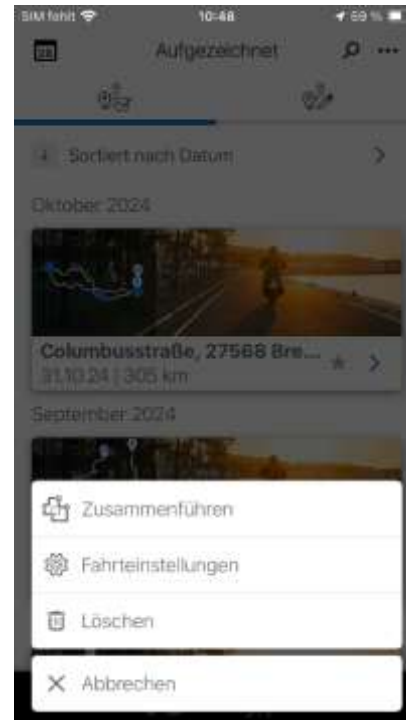 SIM fehlt 10:48 69 %
Aufgezeichnet
Sortiert nach Datum
Oktober 2024
Columbusstraße, 27568 Bre...
31.10.24 | 305 km
September 2024
Zusammenführen
Fahrteinstellungen
Löschen
Abbrechen